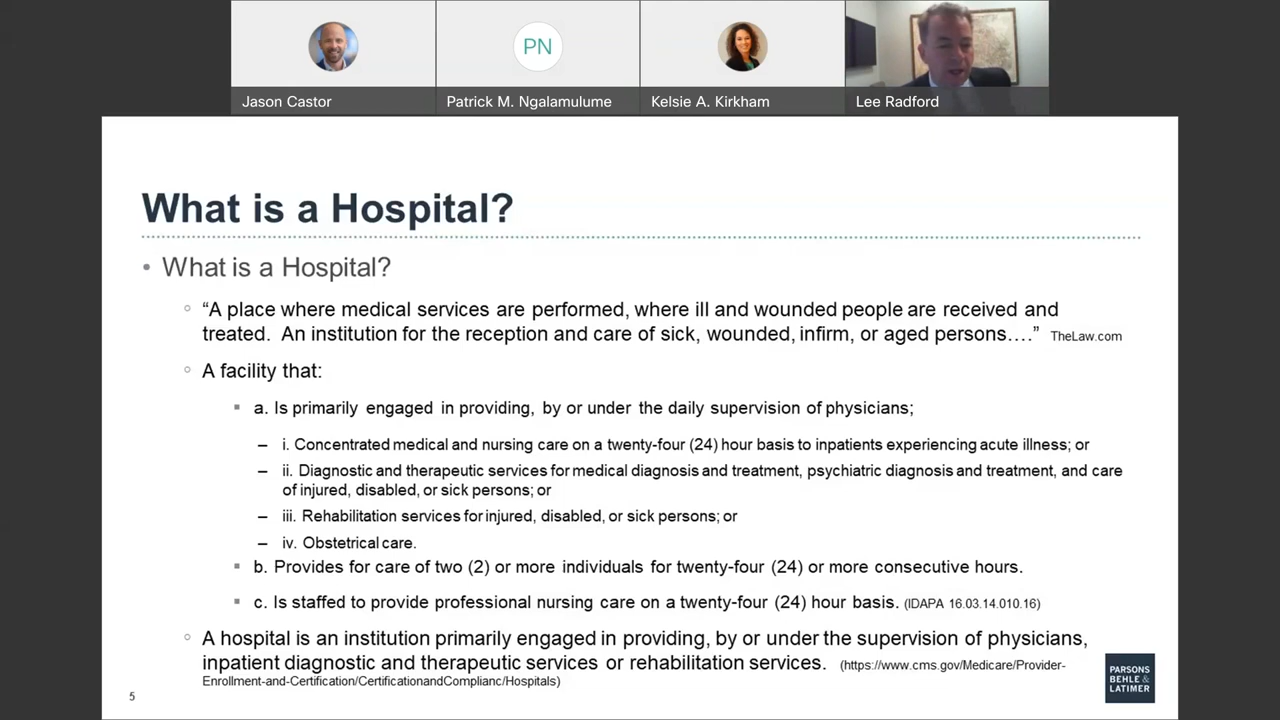 PN
Jason Castor
Patrick M. Ngalamulume
Kelsie A. Kirkham
Lee Radford
What is a Hospital?
• What is a Hospital?
◦ “A place where medical services are performed, where ill and wounded people are received and
treated. An institution for the reception and care of sick, wounded, infirm, or aged persons….” TheLaw.com
◦ A facility that:
▪ a. Is primarily engaged in providing, by or under the daily supervision of physicians;
– i. Concentrated medical and nursing care on a twenty-four (24) hour basis to inpatients experiencing acute illness; or
– ii. Diagnostic and therapeutic services for medical diagnosis and treatment, psychiatric diagnosis and treatment, and care
of injured, disabled, or sick persons; or
– iii. Rehabilitation services for injured, disabled, or sick persons; or
– iv. Obstetrical care.
▪ b. Provides for care of two (2) or more individuals for twenty-four (24) or more consecutive hours.
▪ c. Is staffed to provide professional nursing care on a twenty-four (24) hour basis. (IDAPA 16.03.14.010.16)
◦ A hospital is an institution primarily engaged in providing, by or under the supervision of physicians,
inpatient diagnostic and therapeutic services or rehabilitation services. (https://www.cms.gov/Medicare/Provider-
Enrollment-and-Certification/CertificationandComplianc/Hospitals)
5
PARSONS
BEHLE &
LATIMER